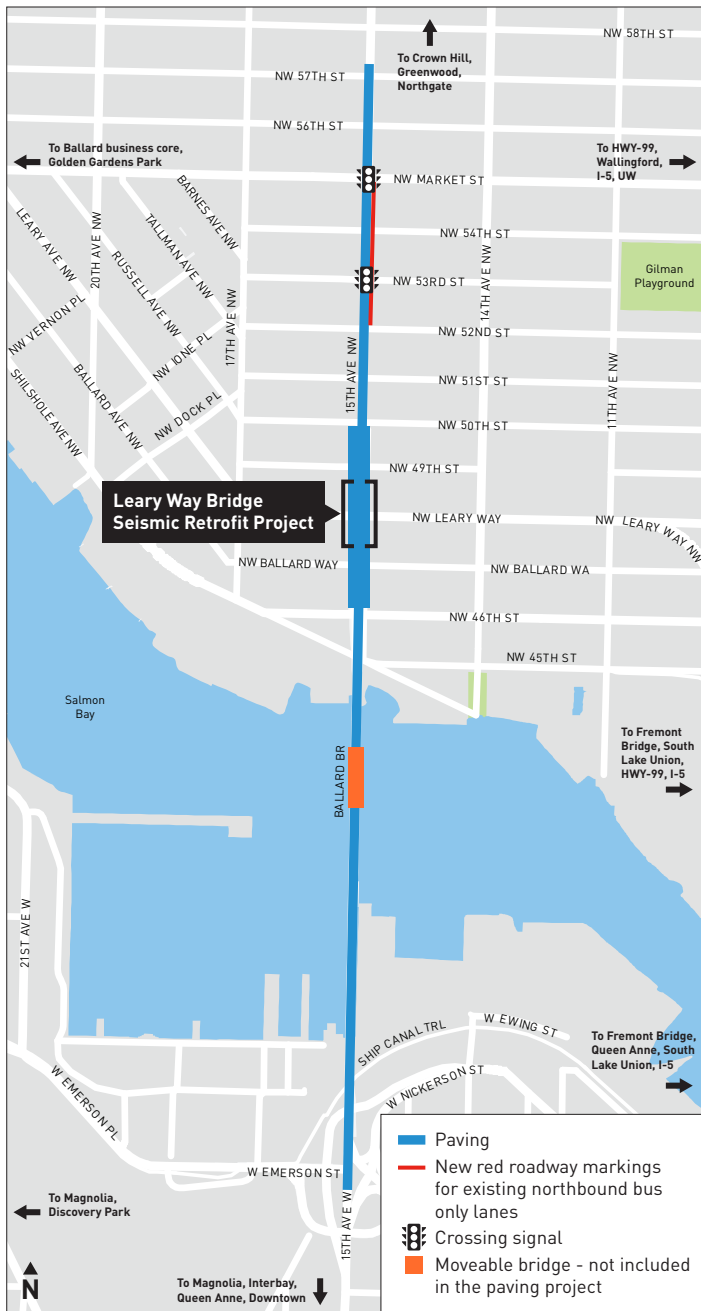 NW 58TH ST
To Crown Hill,
Greenwood,
Northgate
NW 57TH ST
NW 56TH ST
To Ballard business core,
Golden Gardens Park
To HWY-99,
Wallingford,
I-5, UW
NW MARKET ST
BARNES AVE NW
TALLMAN AVE NW
RUSSELL AVE NW
LEARY AVE NW
20TH AVE NW
NW 54TH ST
14TH AVE NW
Gilman
Playground
NW 53RD ST
NW VERNON PL
NW IONE PL
17TH AVE NW
15TH AVE NW
NW 52ND ST
11TH AVE NW
SHILSHOLE AVE NW
BALLARD AVE NW
NW DOCK PL
NW 51ST ST
NW 50TH ST
NW 49TH ST
Leary Way Bridge
Seismic Retrofit Project
NW LEARY WAY
NW LEARY WAY NW
NW BALLARD WAY
NW BALLARD WA
NW 46TH ST
NW 45TH ST
Salmon
Bay
BALLARD BR
To Fremont
Bridge, South
Lake Union,
HWY-99, I-5
21ST AVE W
SHIP CANAL TRL
W EWING ST
To Fremont Bridge,
Queen Anne, South
Lake Union, I-5
W NICKERSON ST
W EMERSON PL
W EMERSON ST
15TH AVE W
To Magnolia,
Discovery Park
N
To Magnolia, Interbay,
Queen Anne, Downtown
Paving
New red roadway markings
for existing northbound bus
only lanes
Crossing signal
Moveable bridge - not included
in the paving project